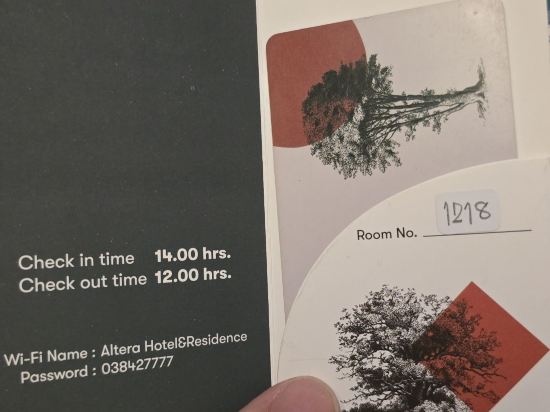 Check in time 14.00 hrs.
Check out time 12.00 hrs.
Wi-Fi Name : Altera Hotel&Residence
Password : 038427777
Room No. 1218